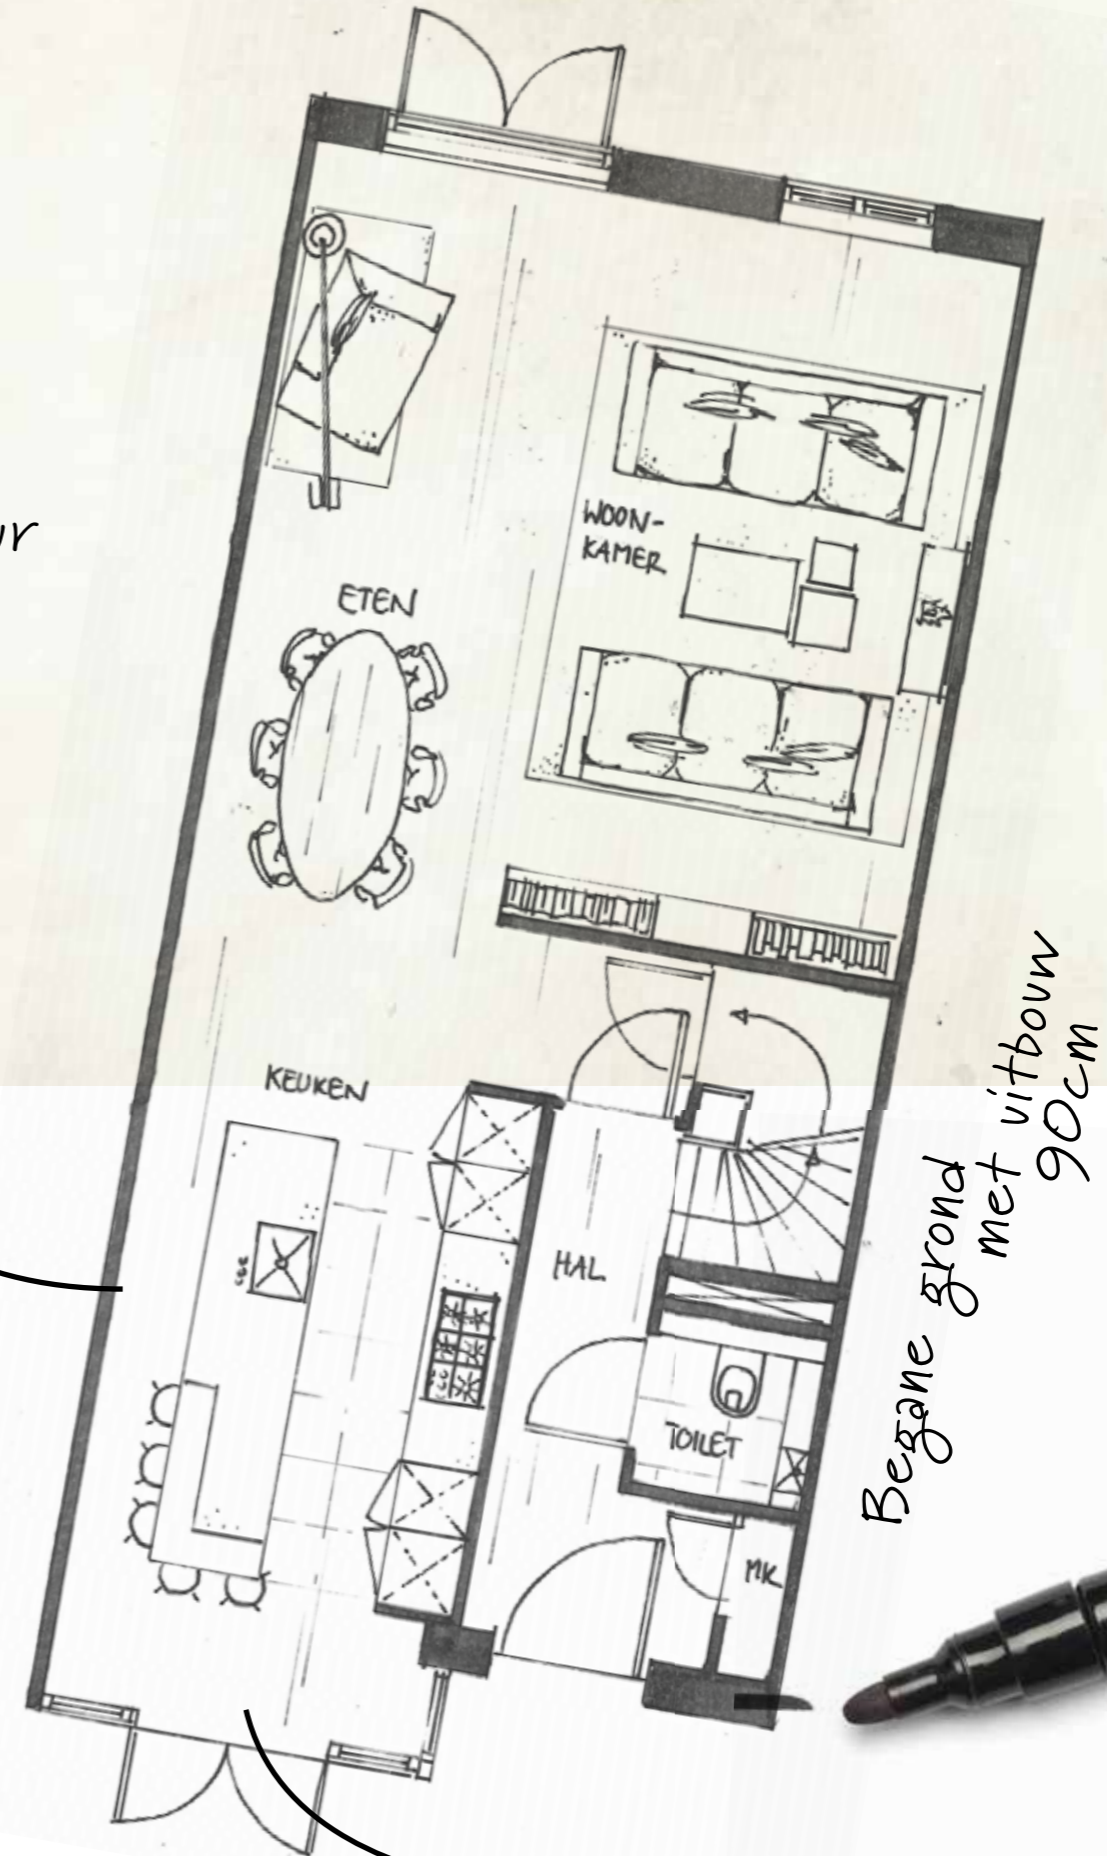 WOON-
KAMER
ETEN
KEUKEN
HAL
TOILET
MK
Begane grond
met uitbouw
90cm